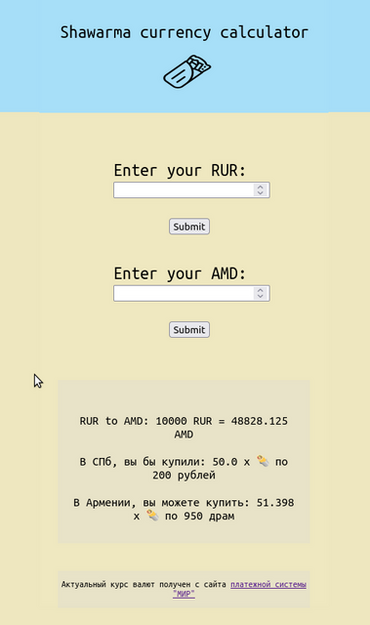 Shawarma currency calculator
Enter your RUR:
Submit
Enter your AMD:
Submit
RUR to AMD: 10000 RUR = 48828.125
AMD
В СПб, вы бы купили: 50.0 x 🌯 по
200 рублей
В Армении, вы можете купить: 51.398
x 🌯 по 950 драм
Актуальный курс валют получен с сайта платежной системы
"МИР"